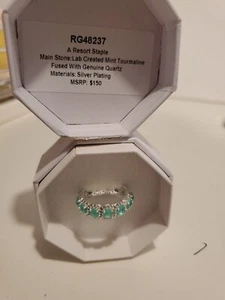 RG48237
A Resort Staple
Main Stone:Lab Created Mint Tourmaline
Fused With Genuine Quartz
Materials: Silver Plating
MSRP: $150